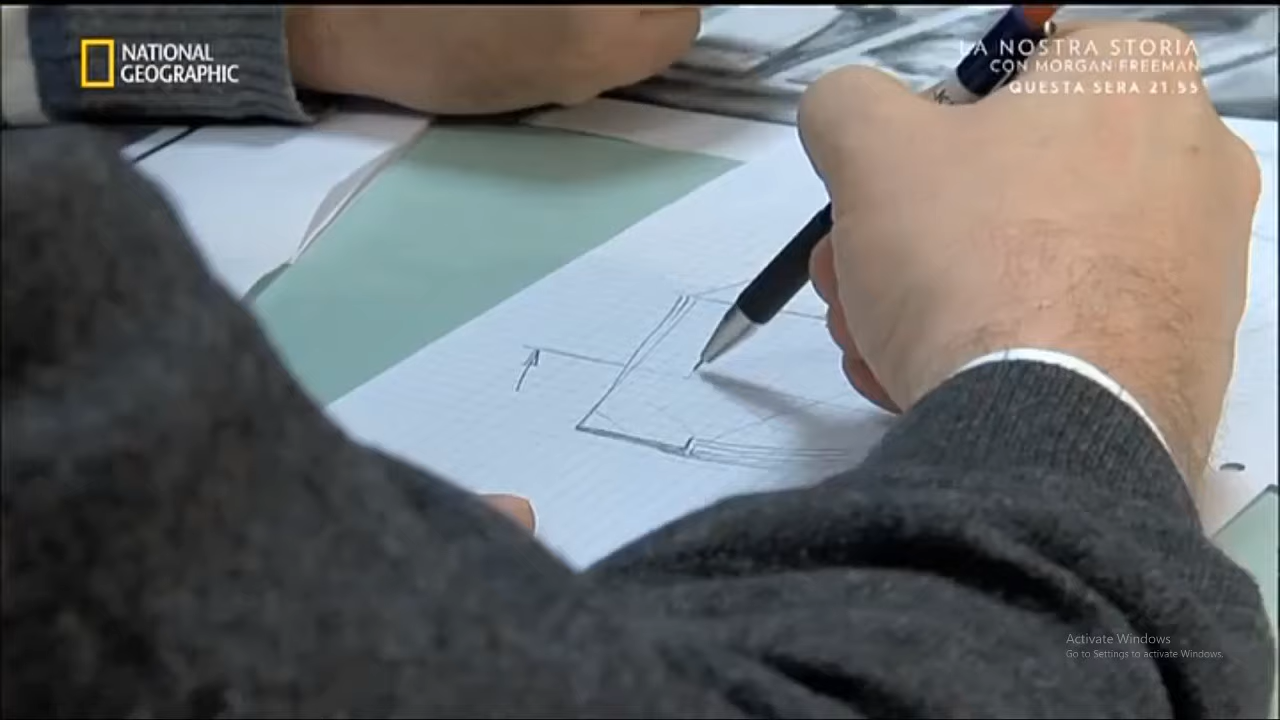 NATIONAL
GEOGRAPHIC
LA NOSTRA STORIA
CON MORGAN FREEMAN
QUESTA SERA 21.55
Activate Windows
Go to Settings to activate Windows.